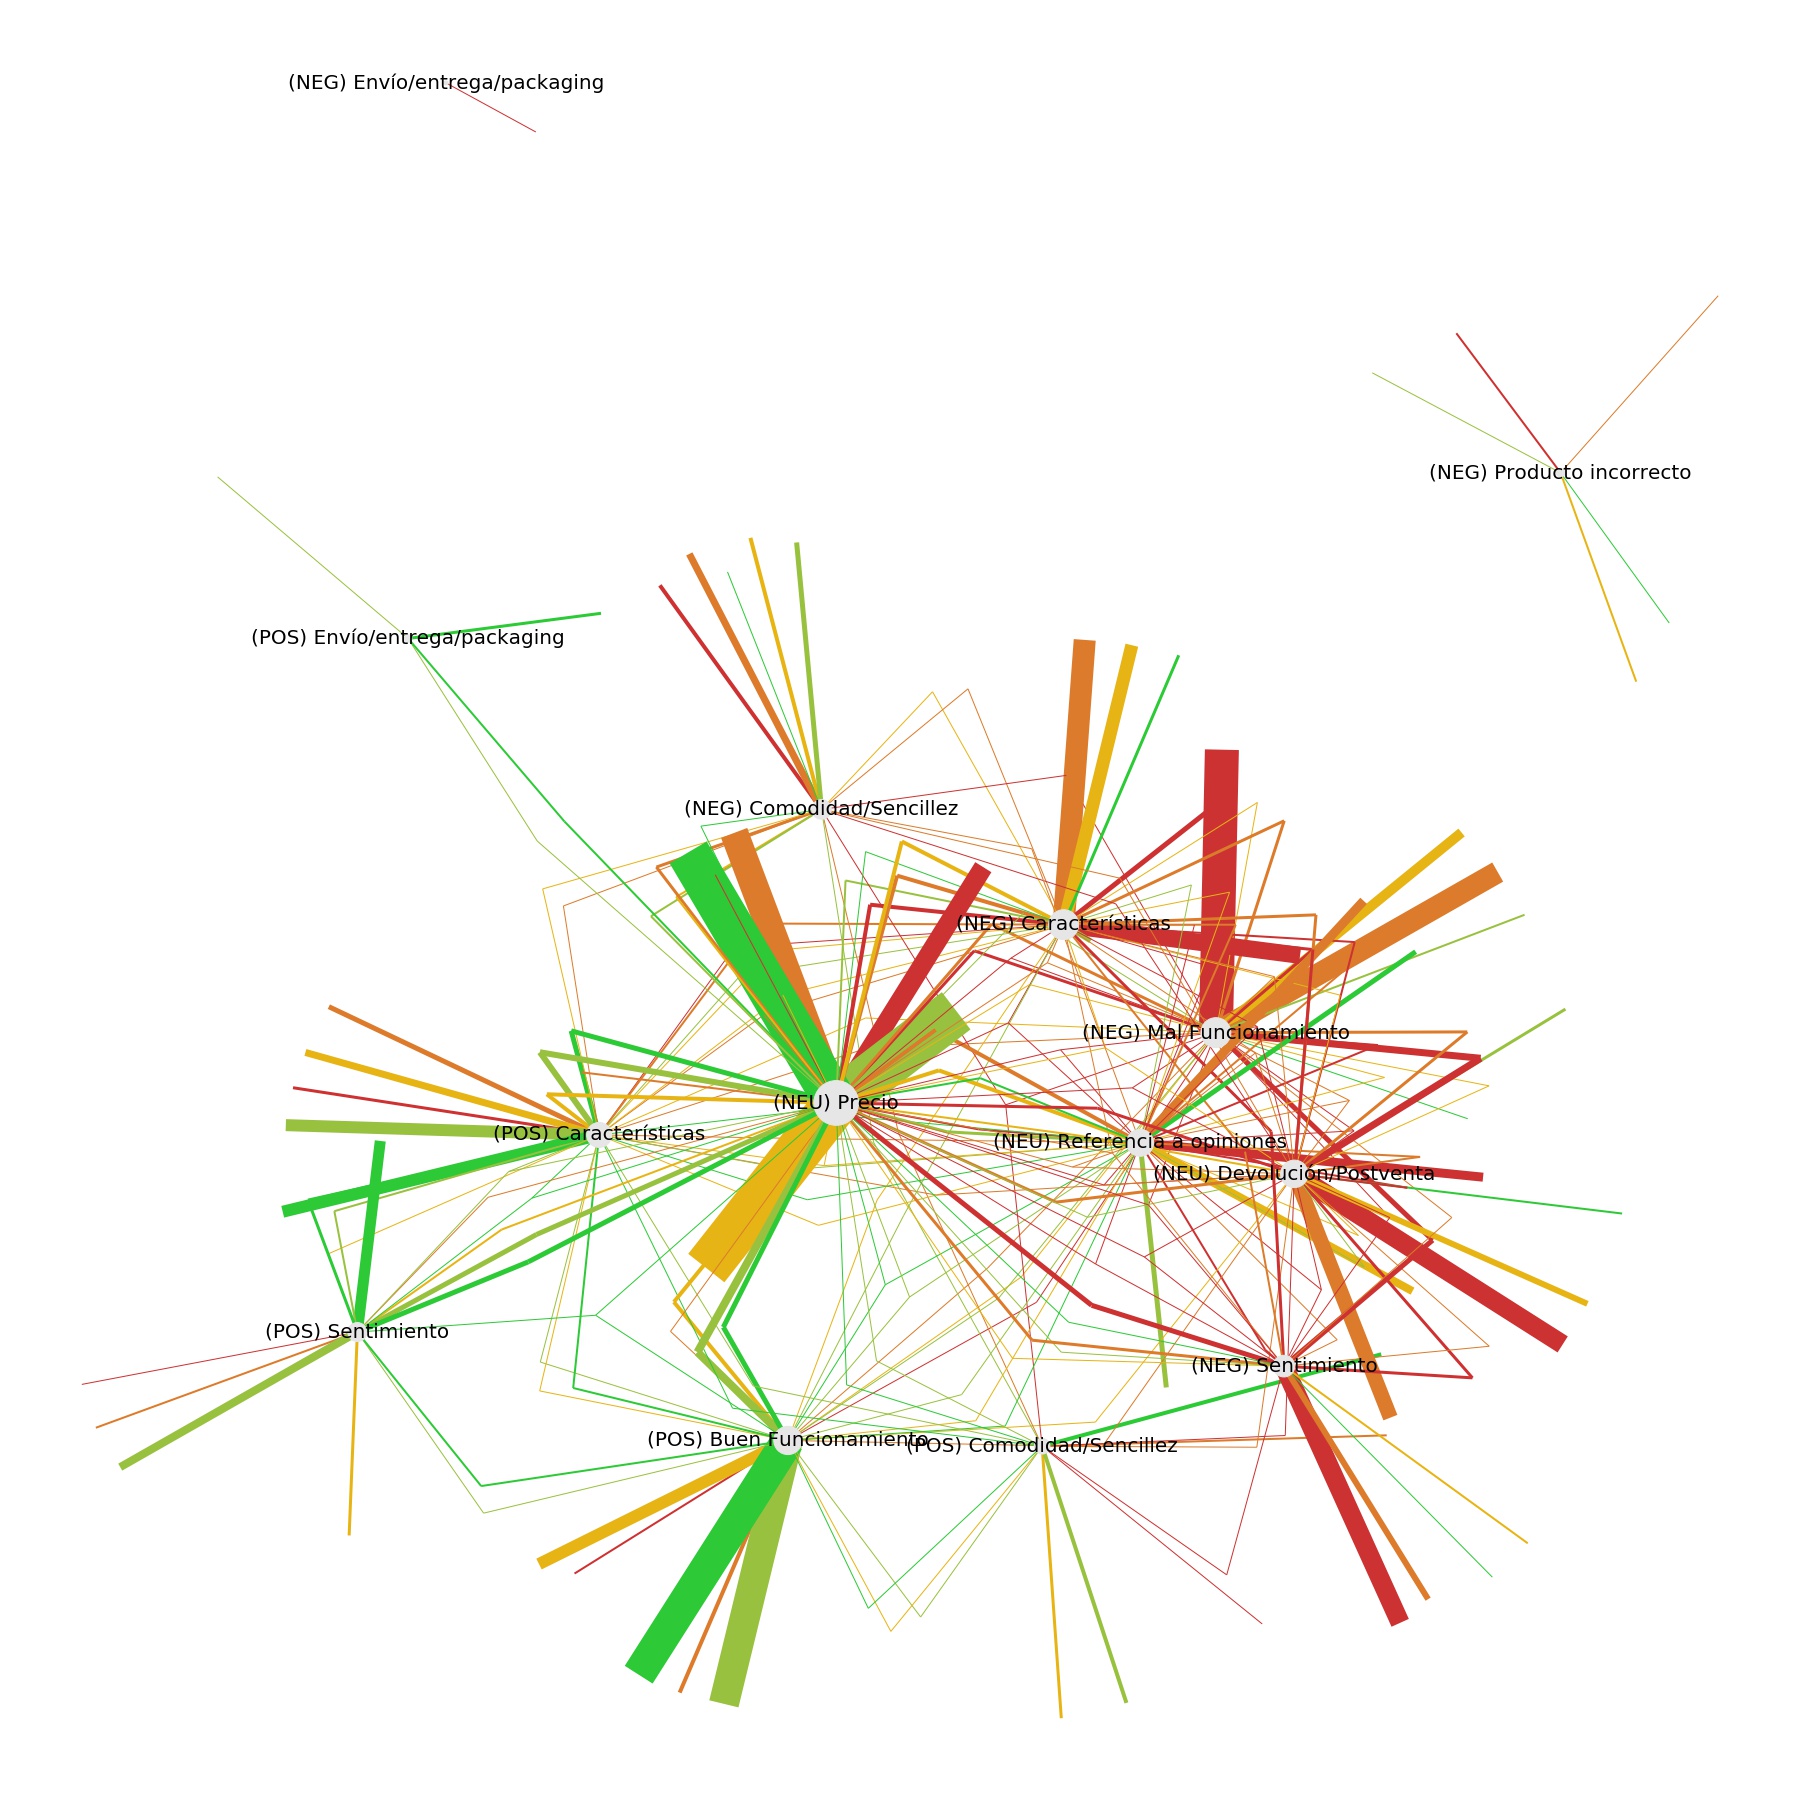 (NEG) Envío/entrega/packaging
(NEG) Producto incorrecto
(POS) Envío/entrega/packaging
(NEG) Comodidad/Sencillez
(NEG) Características
(NEG) Mal Funcionamiento
(NEU) Precio
(POS) Características
(NEU) Referencia a opiniones
(NEU) Devolución/Postventa
(POS) Sentimiento
(NEG) Sentimiento
(POS) Buen Funcionamiento
(POS) Comodidad/Sencillez